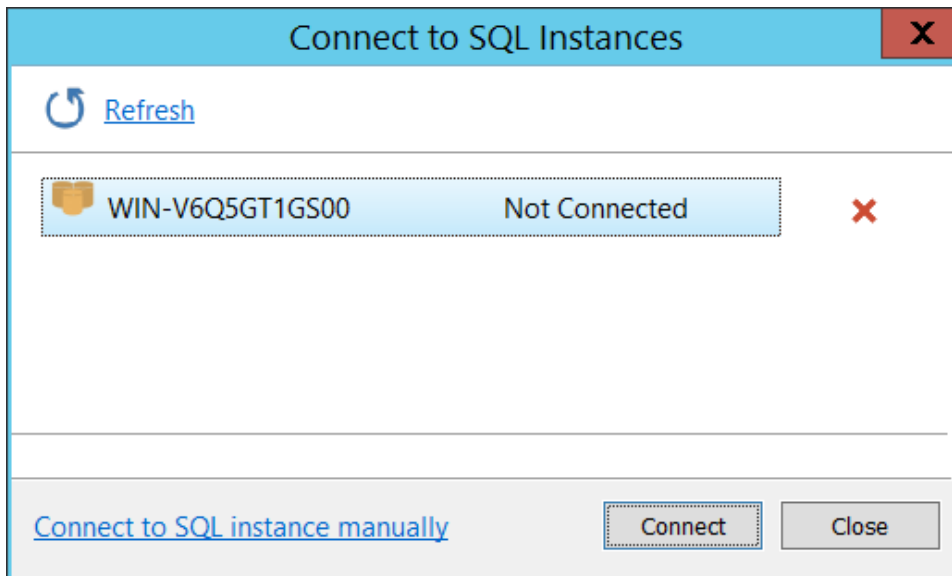 Connect to SQL Instances X
Refresh
WIN-V6Q5GT1GS00 Not Connected
Connect to SQL instance manually Connect Close